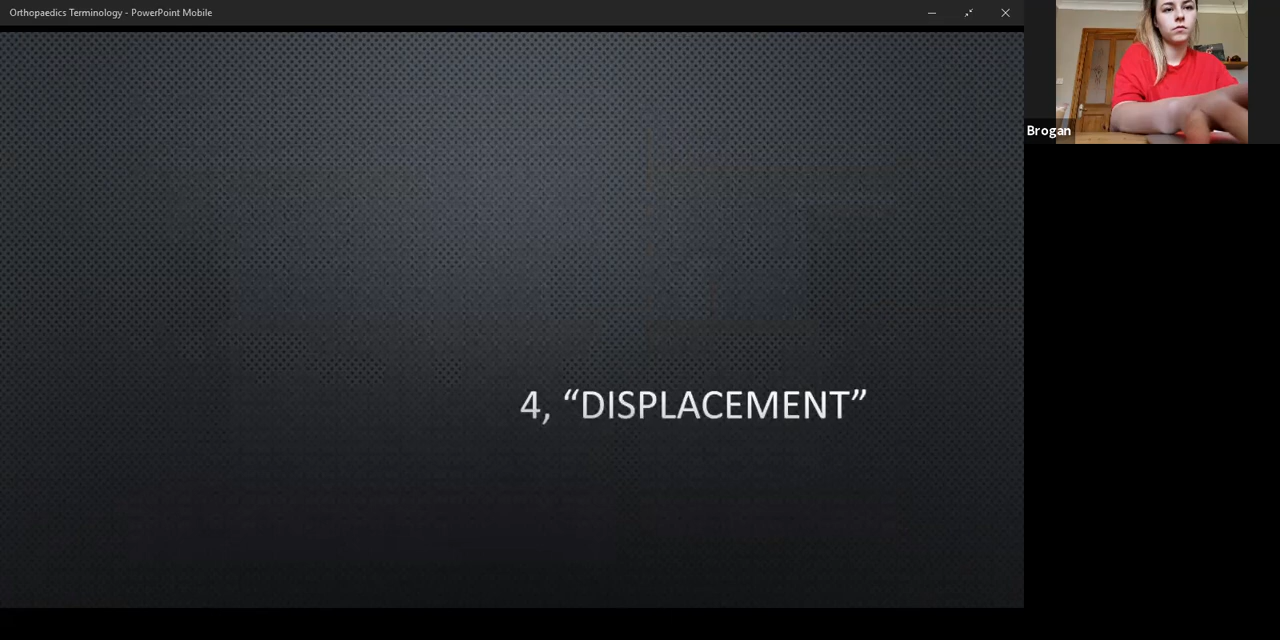 Orthopaedics Terminology - PowerPoint Mobile
Brogan
4, “DISPLACEMENT”